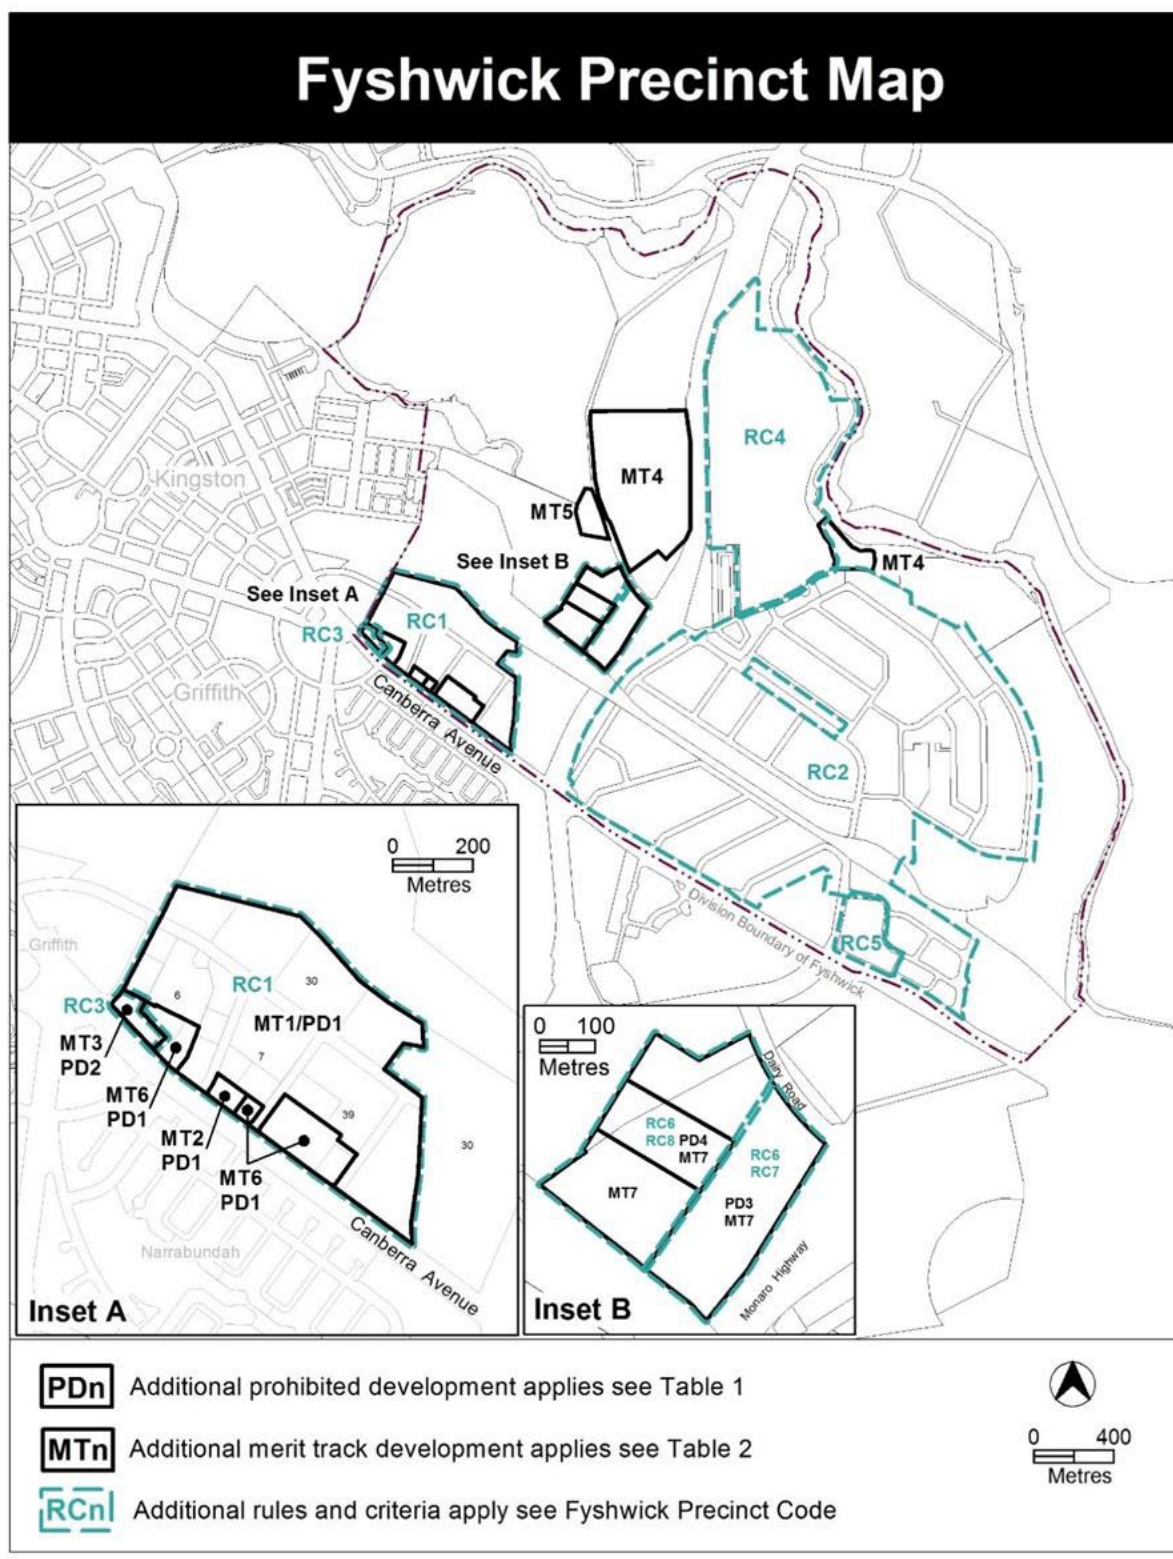 Fyshwick Precinct Map
RC4
Kingston
MT4
MT5
See Inset B
MT4
See Inset A
RC1
RC3
Griffith
Canberra Avenue
RC2
Division Boundary of Fyshwick
RC5
0 200
Metres
Griffith
RC1
30
RC3
6
MT1/PD1
MT3
PD2
7
MT6
PD1
39
MT2
PD1
30
MT6
PD1
Canberra Avenue
Narrabundah
Inset A
0 100
Metres
Dairy Road
RC6
RC8 PD4
MT7
RC6
RC7
MT7
PD3
MT7
Monaro Highway
Inset B
PDn Additional prohibited development applies see Table 1
MTn Additional merit track development applies see Table 2
RCn Additional rules and criteria apply see Fyshwick Precinct Code
0 400
Metres